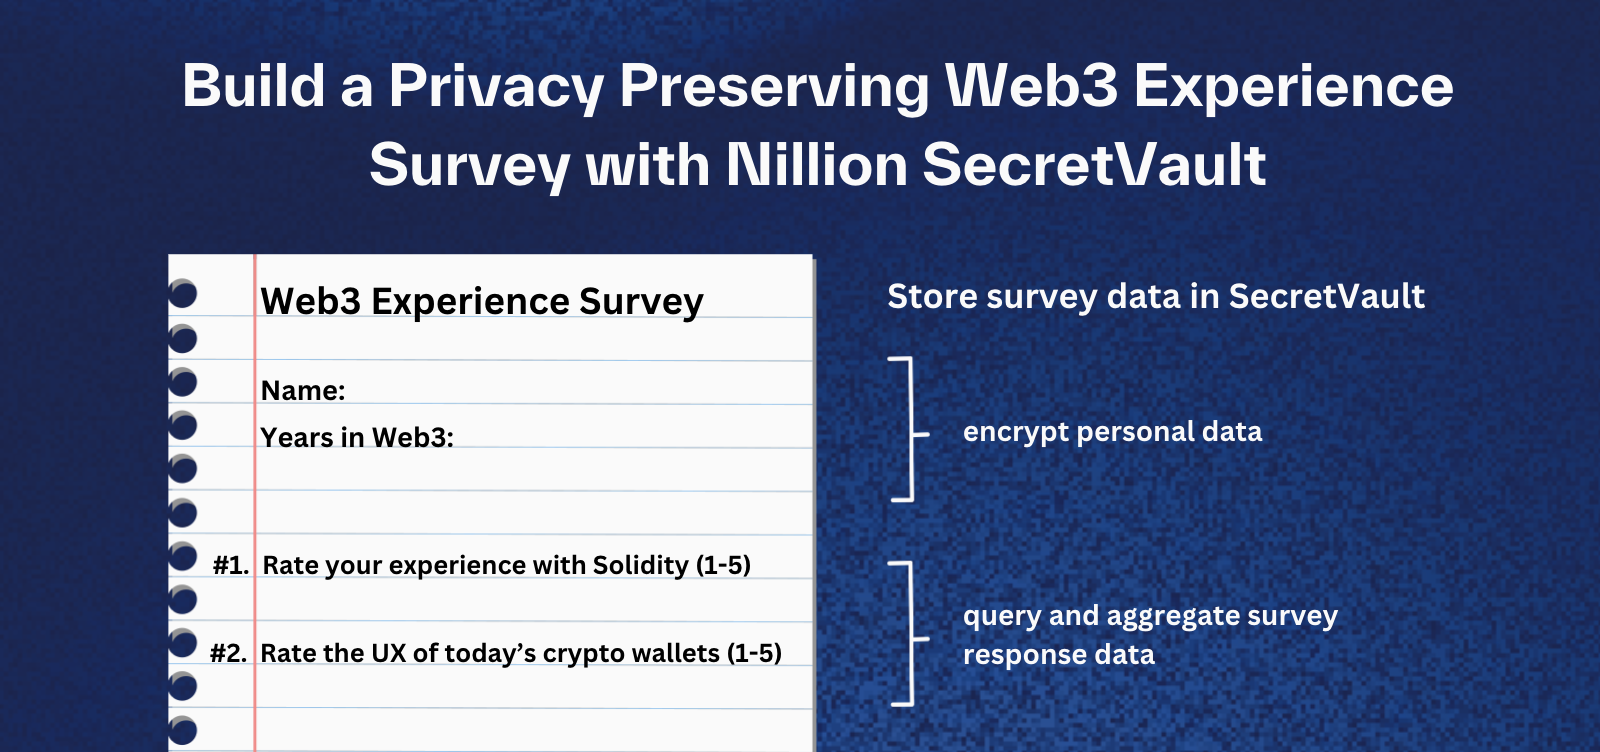 Build a Privacy Preserving Web3 Experience
Survey with Nillion SecretVault
Web3 Experience Survey
Name:
Years in Web3:
#1. Rate your experience with Solidity (1-5)
#2. Rate the UX of today’s crypto wallets (1-5)
Store survey data in SecretVault
encrypt personal data
query and aggregate survey
response data